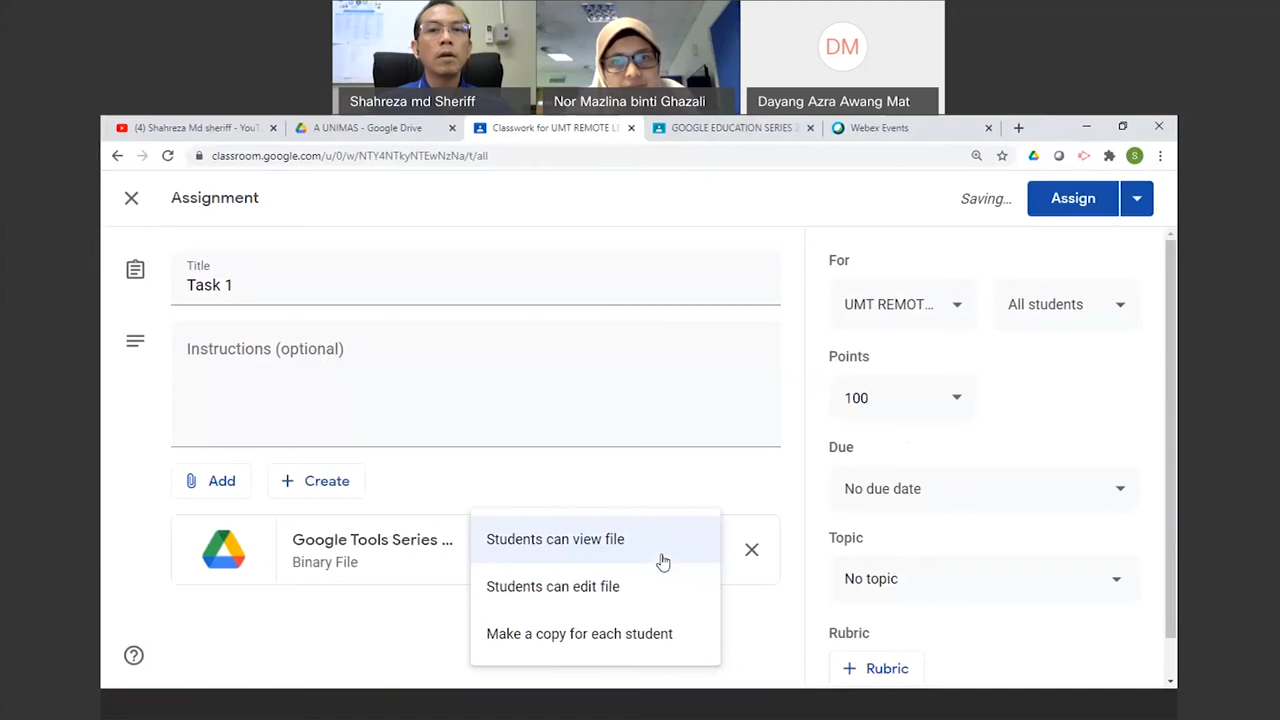 DM
Shahreza md Sheriff
Nor Mazlina binti Ghazali
Dayang Azra Awang Mat
(4) Shahreza Md sheriff - YouT
A UNIMAS - Google Drive
Classwork for UMT REMOTE LE
GOOGLE EDUCATION SERIES 2
Webex Events
classroom.google.com/u/0/w/NTY4NTkyNTEwNzNa/t/all
S
Assignment
Saving...
Assign
Title
Task 1
Instructions (optional)
Add
Create
Google Tools Series ...
Binary File
Students can view file
Students can edit file
Make a copy for each student
For
UMT REMOT...
All students
Points
100
Due
No due date
Topic
No topic
Rubric
Rubric